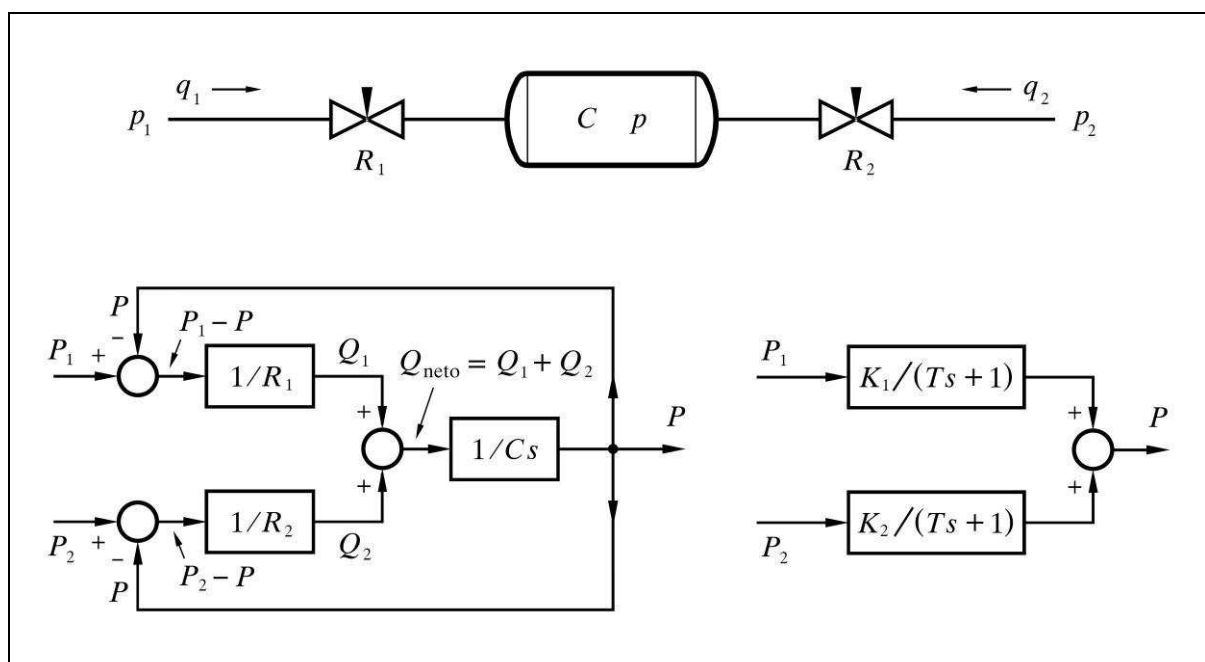 q₁
q₂
p₁
C p
p₂
R₁
R₂
P
P₁ − P
P₁
+
−
1/R₁
Q₁
Q_neto = Q₁ + Q₂
+
1/Cs
P
+
P₂
+
−
1/R₂
Q₂
P
P₂ − P
P₁
K₁/(Ts + 1)
+
P
+
K₂/(Ts + 1)
P₂